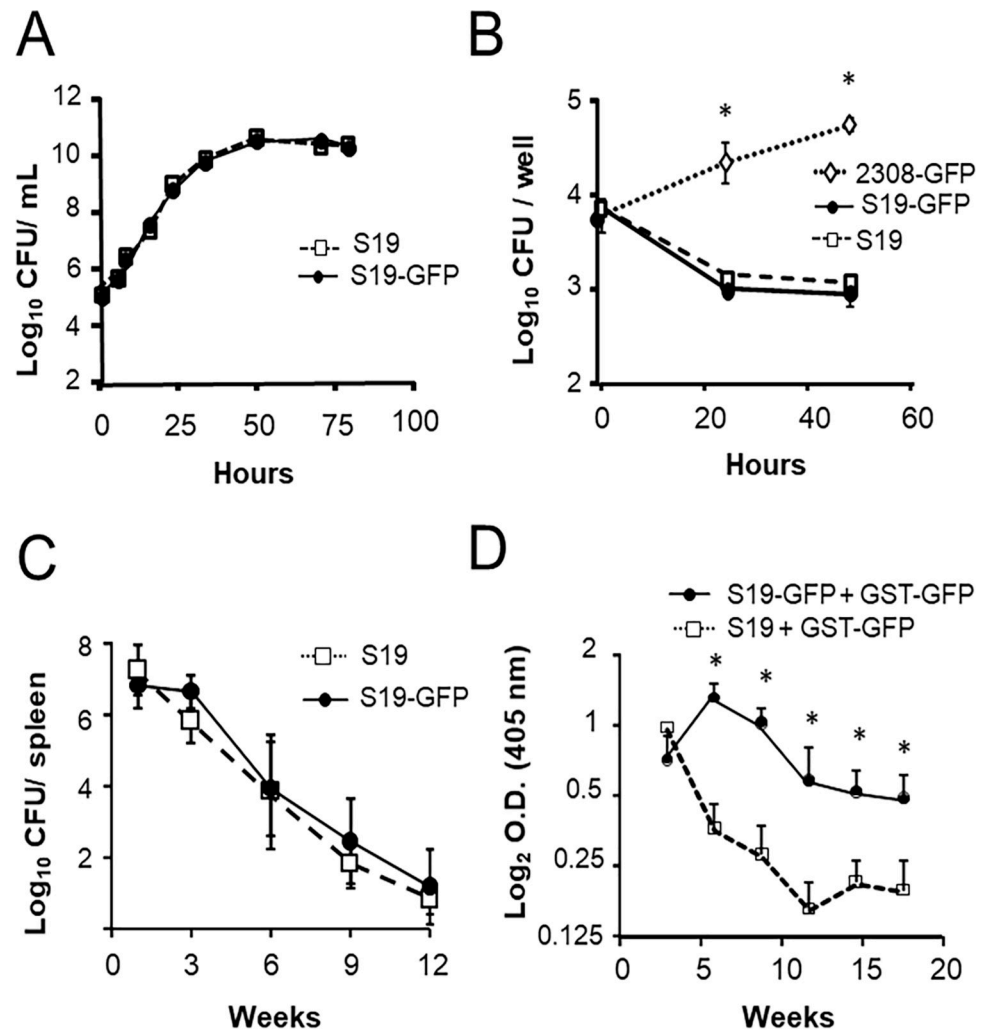 A
Log10 CFU/ mL
12
10
8
6
4
2
0 25 50 75 100
Hours
S19
S19-GFP
B
Log10 CFU / well
5
4
3
2
0 20 40 60
Hours
* *
2308-GFP
S19-GFP
S19
C
Log10 CFU/ spleen
8
6
4
2
0 3 6 9 12
Weeks
S19
S19-GFP
D
S19-GFP + GST-GFP
S19 + GST-GFP
Log2 O.D. (405 nm)
2
1
0.5
0.25
0.125
0 5 10 15 20
Weeks
* * * * *